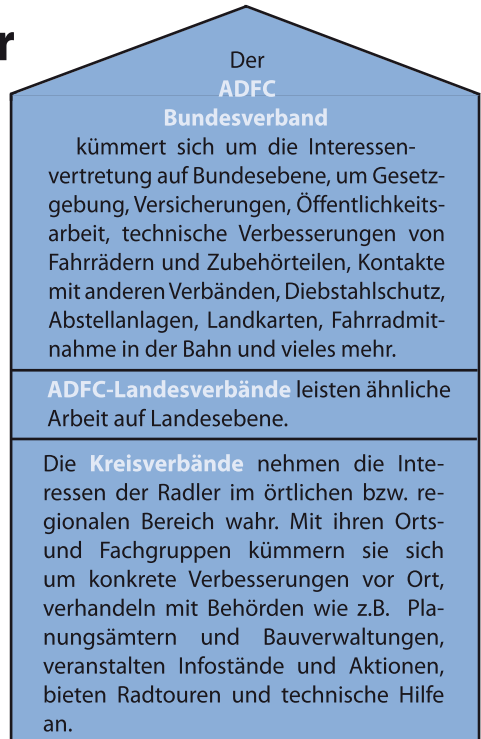 r
Der
ADFC
Bundesverband
kümmert sich um die Interessen-
vertretung auf Bundesebene, um Gesetz-
gebung, Versicherungen, Öffentlichkeits-
arbeit, technische Verbesserungen von
Fahrrädern und Zubehörteilen, Kontakte
mit anderen Verbänden, Diebstahlschutz,
Abstellanlagen, Landkarten, Fahrradmit-
nahme in der Bahn und vieles mehr.
ADFC-Landesverbände leisten ähnliche
Arbeit auf Landesebene.
Die Kreisverbände nehmen die Inte-
ressen der Radler im örtlichen bzw. re-
gionalen Bereich wahr. Mit ihren Orts-
und Fachgruppen kümmern sie sich
um konkrete Verbesserungen vor Ort,
verhandeln mit Behörden wie z.B. Pla-
nungsämtern und Bauverwaltungen,
veranstalten Infostände und Aktionen,
bieten Radtouren und technische Hilfe
an.